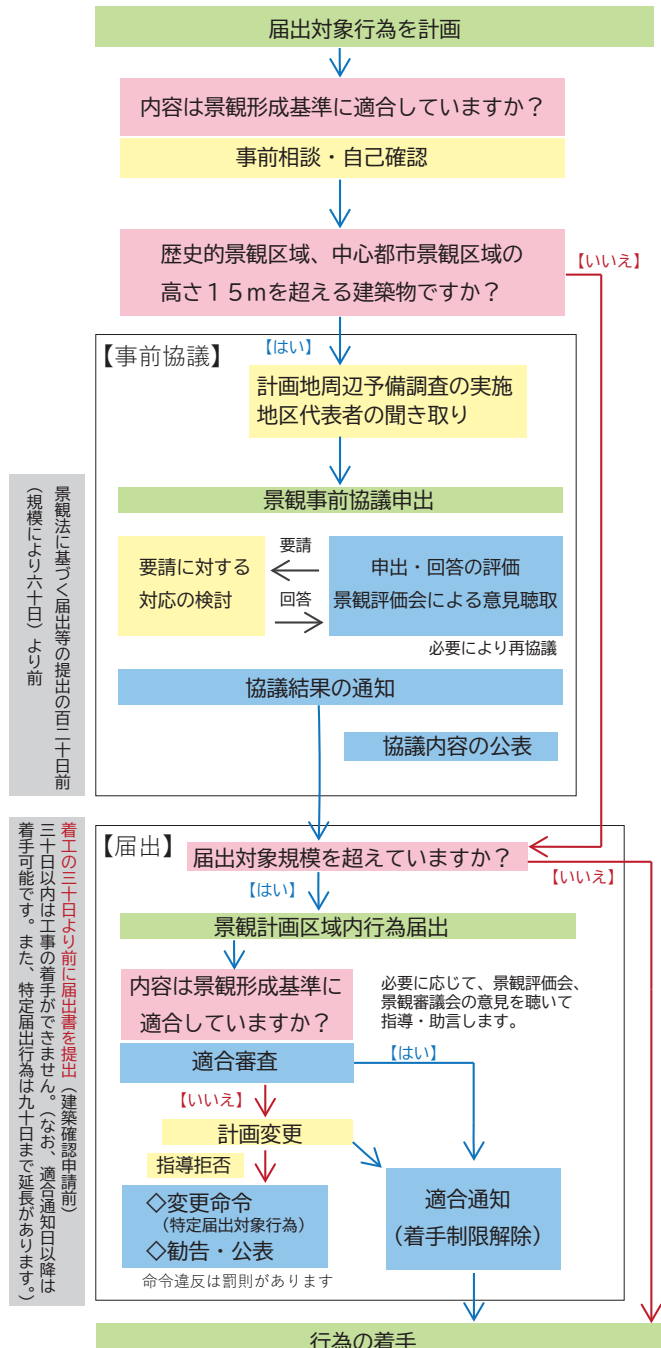 届出対象行為を計画
内容は景観形成基準に適合していますか？
事前相談・自己確認
歴史的景観区域、中心都市景観区域の
高さ１５ｍを超える建築物ですか？
【いいえ】
【はい】
【事前協議】
計画地周辺予備調査の実施
地区代表者の聞き取り
景観事前協議申出
要請に対する
対応の検討
要請
回答
申出・回答の評価
景観評価会による意見聴取
必要により再協議
協議結果の通知
協議内容の公表
景観法に基づく届出等の提出の百二十日前
（規模により六十日）より前
【届出】
届出対象規模を超えていますか？
【いいえ】
【はい】
景観計画区域内行為届出
内容は景観形成基準に
適合していますか？
必要に応じて、景観評価会、
景観審議会の意見を聴いて
指導・助言します。
適合審査
【はい】
【いいえ】
計画変更
指導拒否
◇変更命令
（特定届出対象行為）
◇勧告・公表
命令違反は罰則があります
適合通知
（着手制限解除）
着工の三十日より前に届出書を提出（建築確認申請前）
三十日以内は工事の着手ができません。（なお、適合通知日以降は
着手可能です。また、特定届出行為は九十日まで延長があります。）
行為の着手